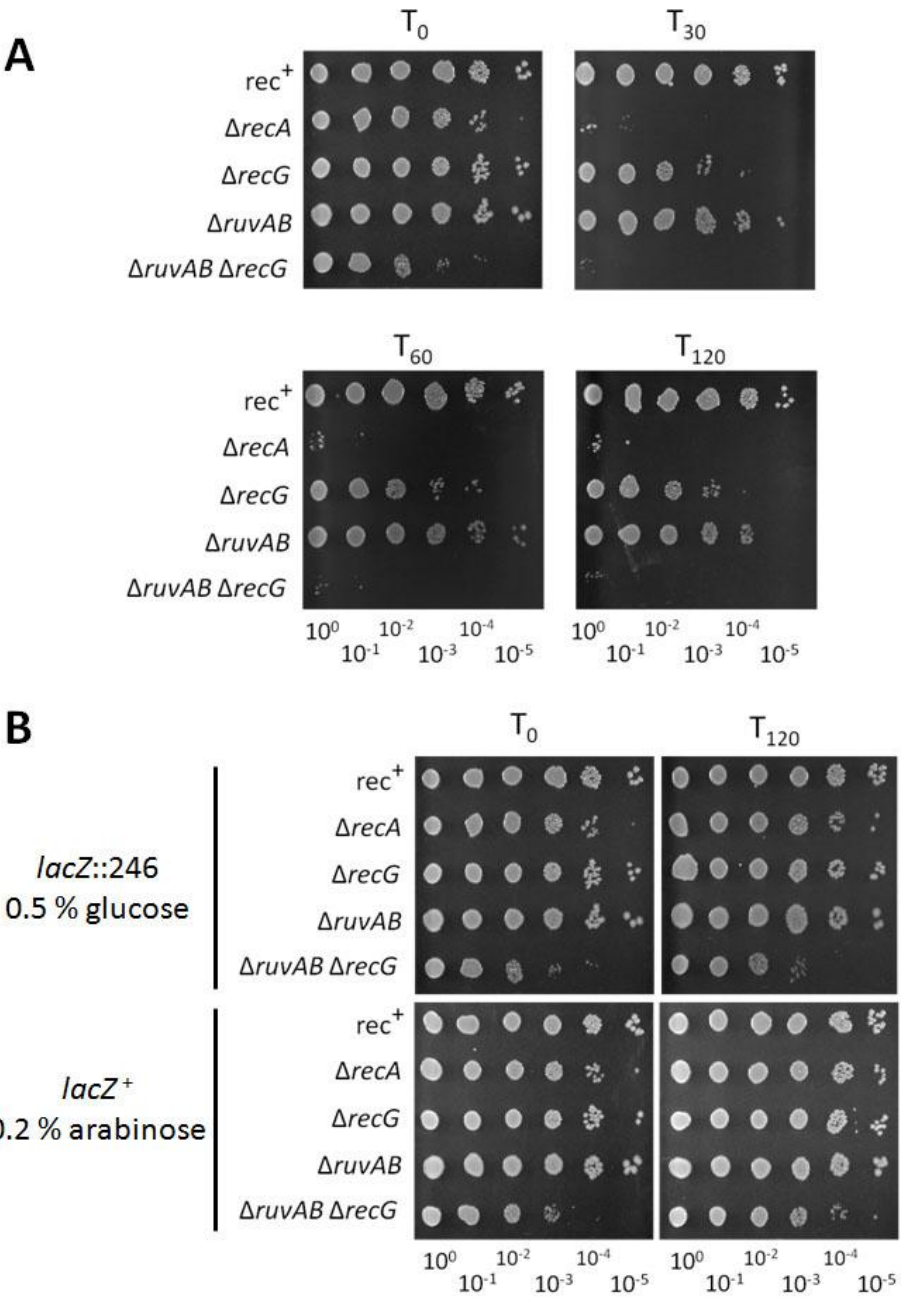 A
T0 T30
rec+
ΔrecA
ΔrecG
ΔruvAB
ΔruvAB ΔrecG
T60 T120
rec+
ΔrecA
ΔrecG
ΔruvAB
ΔruvAB ΔrecG
10^0 10^-2 10^-4 10^0 10^-2 10^-4
10^-1 10^-3 10^-5 10^-1 10^-3 10^-5
B
T0 T120
lacZ::246
0.5 % glucose
rec+
ΔrecA
ΔrecG
ΔruvAB
ΔruvAB ΔrecG
lacZ+
0.2 % arabinose
rec+
ΔrecA
ΔrecG
ΔruvAB
ΔruvAB ΔrecG
10^0 10^-2 10^-4 10^0 10^-2 10^-4
10^-1 10^-3 10^-5 10^-1 10^-3 10^-5